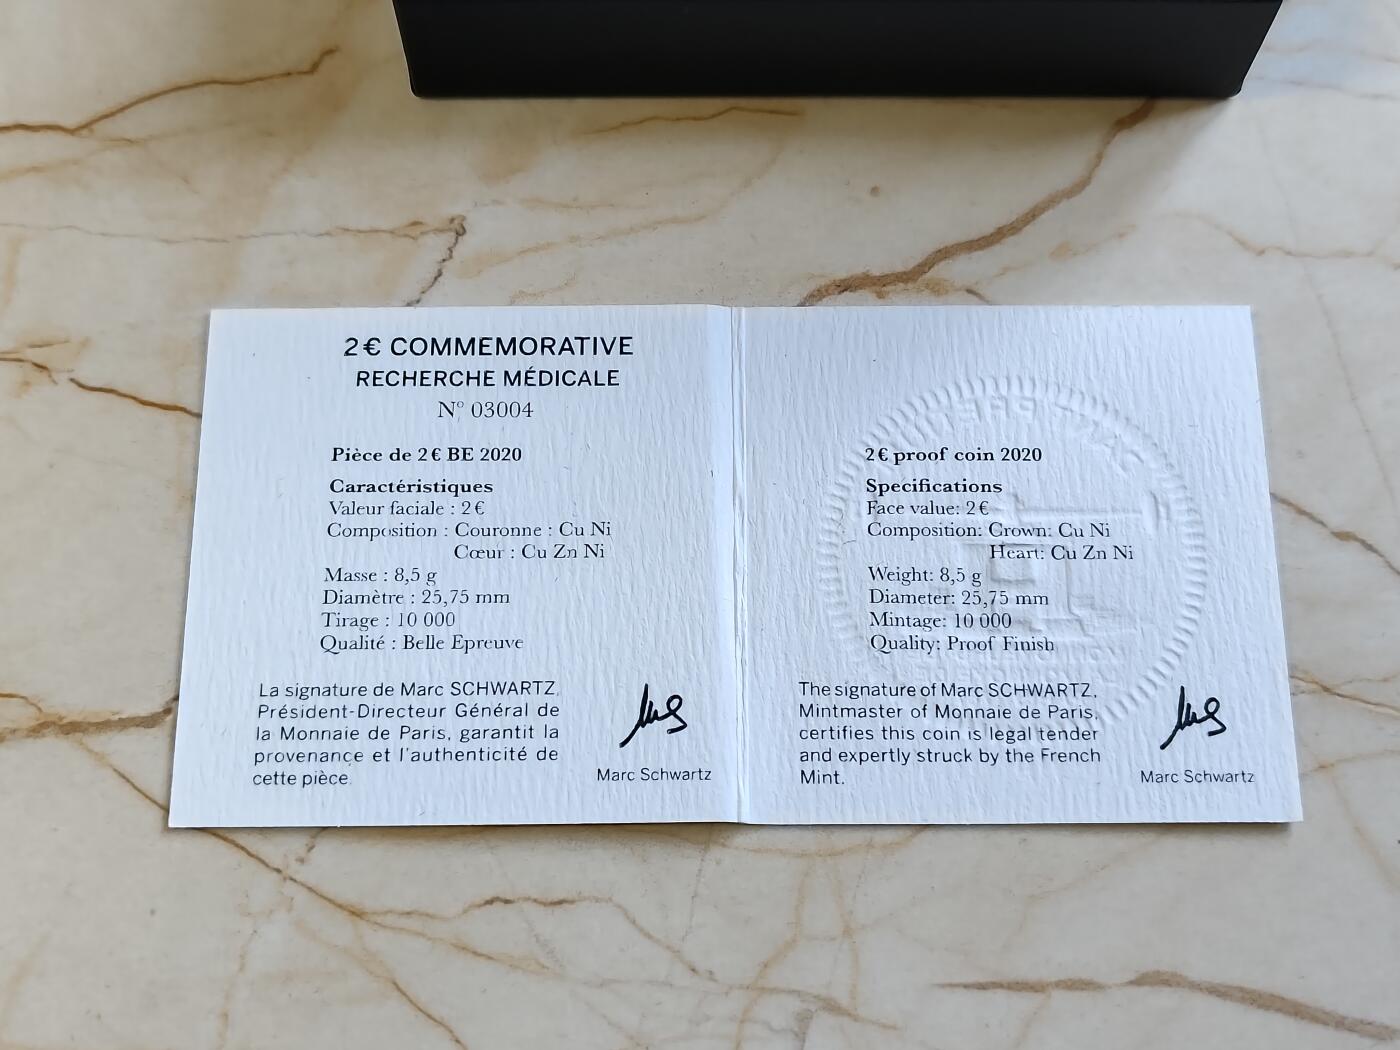 2 € COMMEMORATIVE
RECHERCHE MÉDICALE
N° 03004
Pièce de 2 € BE 2020
Caractéristiques
Valeur faciale : 2 €
Composition : Couronne : Cu Ni
Cœur : Cu Zn Ni
Masse : 8,5 g
Diamètre : 25,75 mm
Tirage : 10 000
Qualité : Belle Epreuve
La signature de Marc SCHWARTZ,
Président-Directeur Général de
la Monnaie de Paris, garantit la
provenance et l'authenticité de
cette pièce.
Marc Schwartz
2 € proof coin 2020
Specifications
Face value: 2 €
Composition: Crown: Cu Ni
Heart: Cu Zn Ni
Weight: 8,5 g
Diameter: 25,75 mm
Mintage: 10 000
Quality: Proof Finish
The signature of Marc SCHWARTZ,
Mintmaster of Monnaie de Paris,
certifies this coin is legal tender
and expertly struck by the French
Mint.
Marc Schwartz